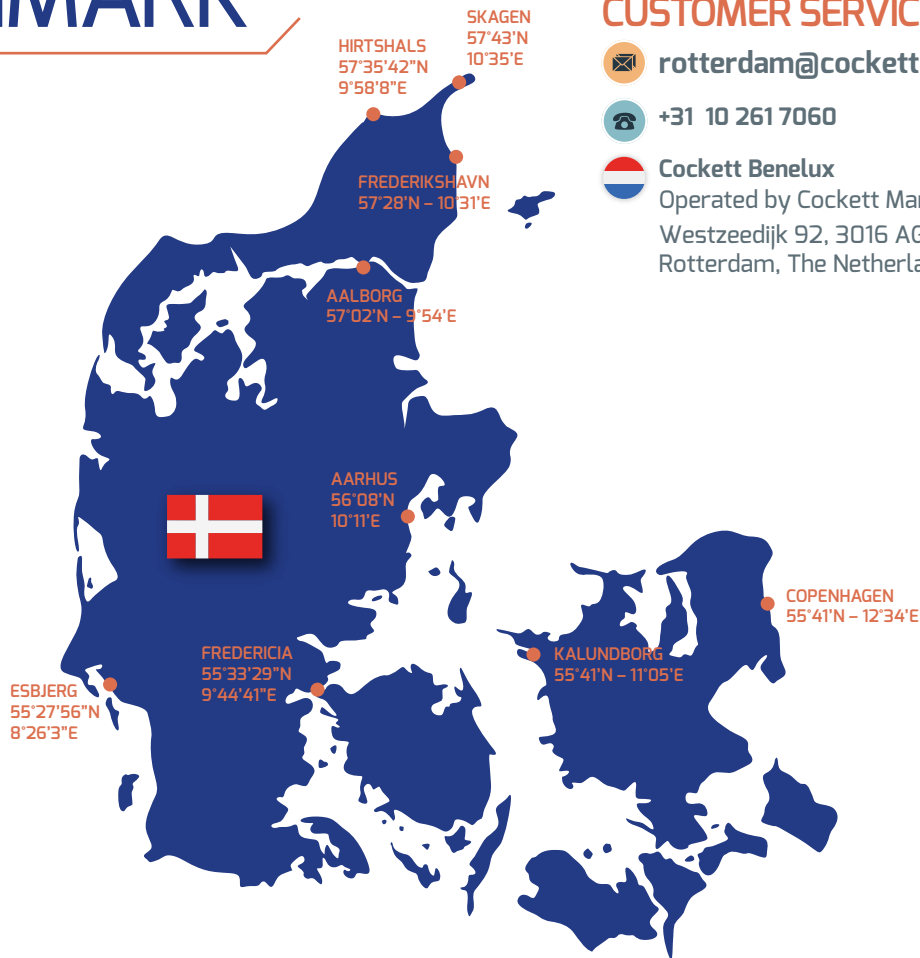 NMARK
SKAGEN
57°43’N
10°35’E
HIRTSHALS
57°35’42”N
9°58’8”E
FREDERIKSHAVN
57°28’N – 10°31’E
AALBORG
57°02’N – 9°54’E
AARHUS
56°08’N
10°11’E
COPENHAGEN
55°41’N – 12°34’E
FREDERICIA
55°33’29”N
9°44’41”E
KALUNDBORG
55°41’N – 11°05’E
ESBJERG
55°27’56”N
8°26’3”E
CUSTOMER SERVIC
rotterdam@cockett
+31 10 261 7060
Cockett Benelux
Operated by Cockett Mar
Westzeedijk 92, 3016 AG
Rotterdam, The Netherla